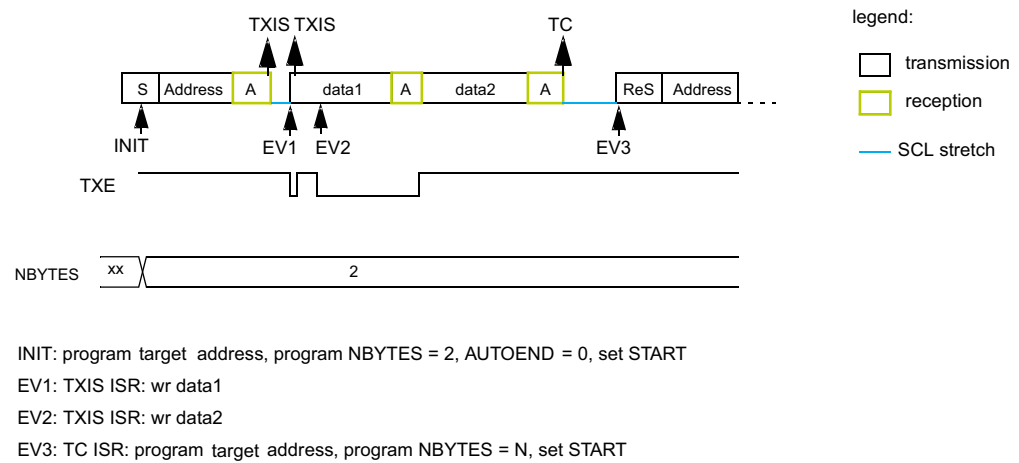 legend:
TXIS TXIS TC
transmission
S Address A data1 A data2 A ReS Address
reception
INIT EV1 EV2 EV3
SCL stretch
TXE
NBYTES xx 2
INIT: program target address, program NBYTES = 2, AUTOEND = 0, set START
EV1: TXIS ISR: wr data1
EV2: TXIS ISR: wr data2
EV3: TC ISR: program target address, program NBYTES = N, set START